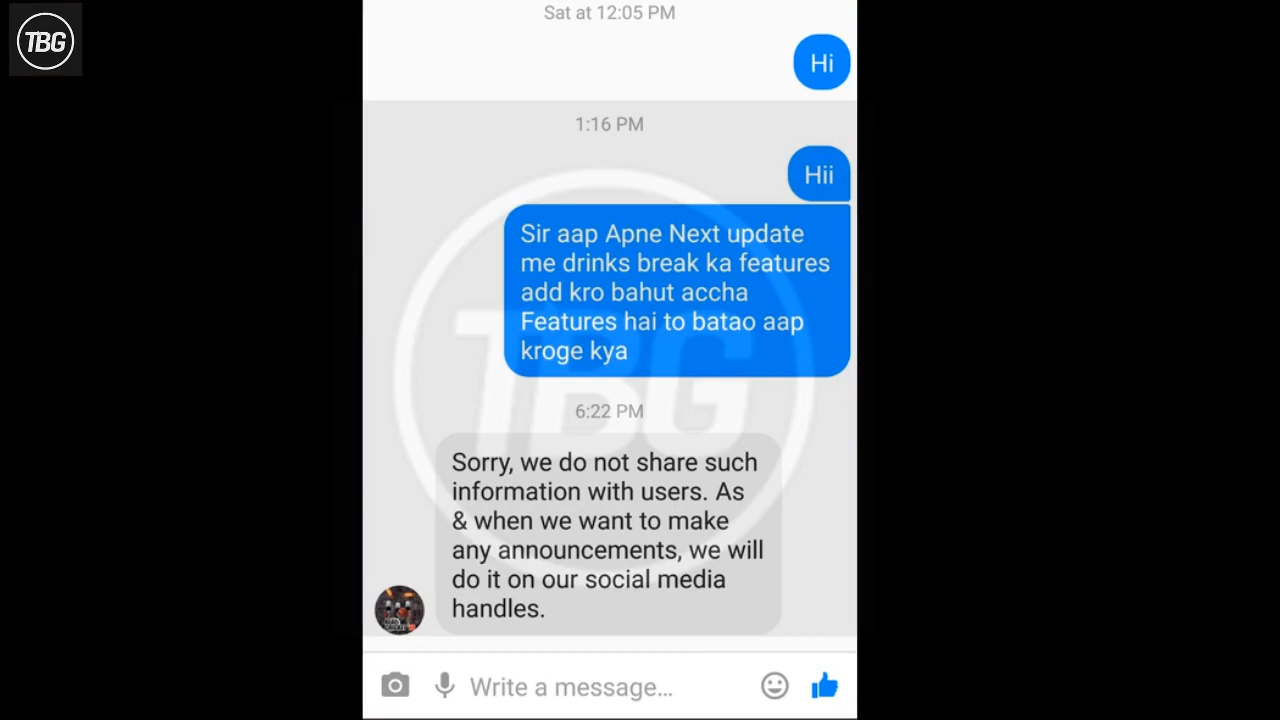 TBG
Sat at 12:05 PM
Hi
1:16 PM
Hii
Sir aap Apne Next update
me drinks break ka features
add kro bahut accha
Features hai to batao aap
kroge kya
TBG
6:22 PM
Sorry, we do not share such
information with users. As
& when we want to make
any announcements, we will
do it on our social media
handles.
Write a message...